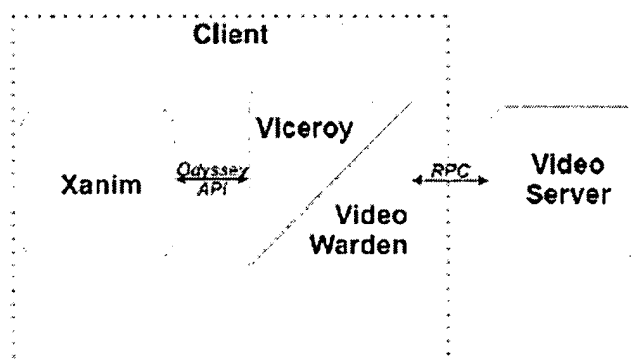 Client
Viceroy
Xanim
Odyssey
API
Video
Warden
RPC
Video
Server